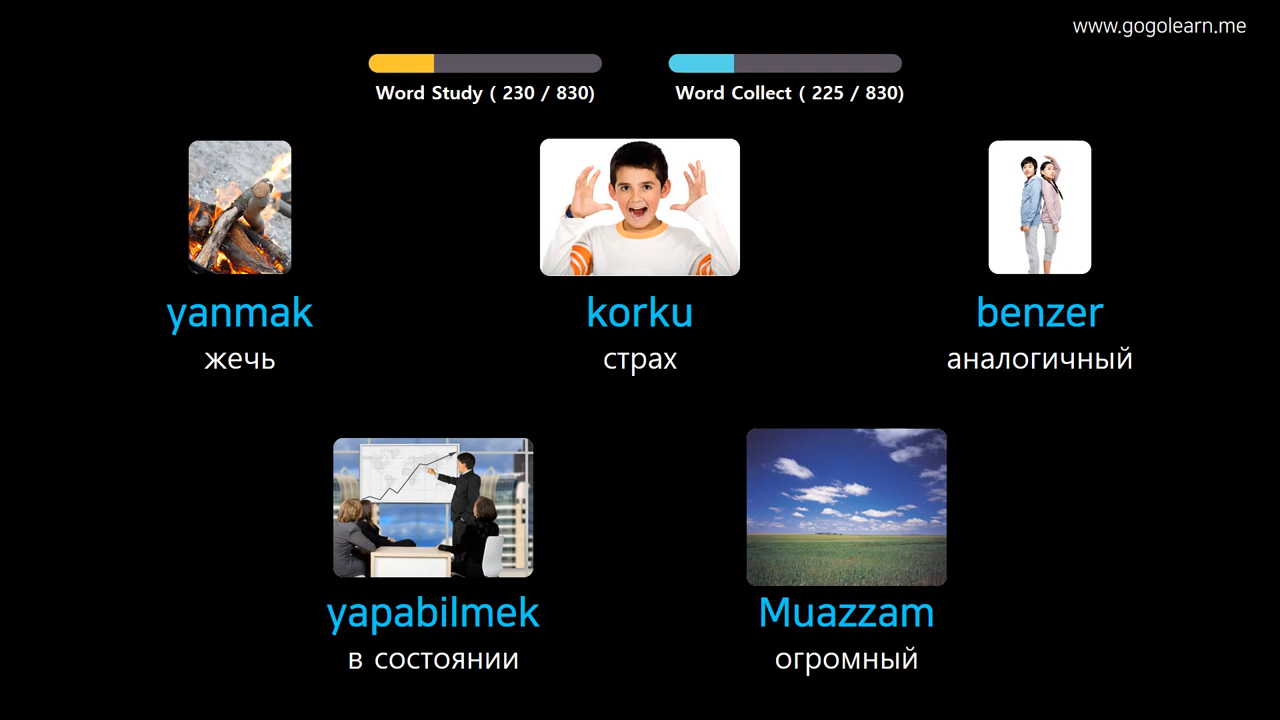 www.gogolearn.me
Word Study ( 230 / 830)
Word Collect ( 225 / 830)
yanmak
жечь
korku
страх
benzer
аналогичный
yapabilmek
в состоянии
Muazzam
огромный